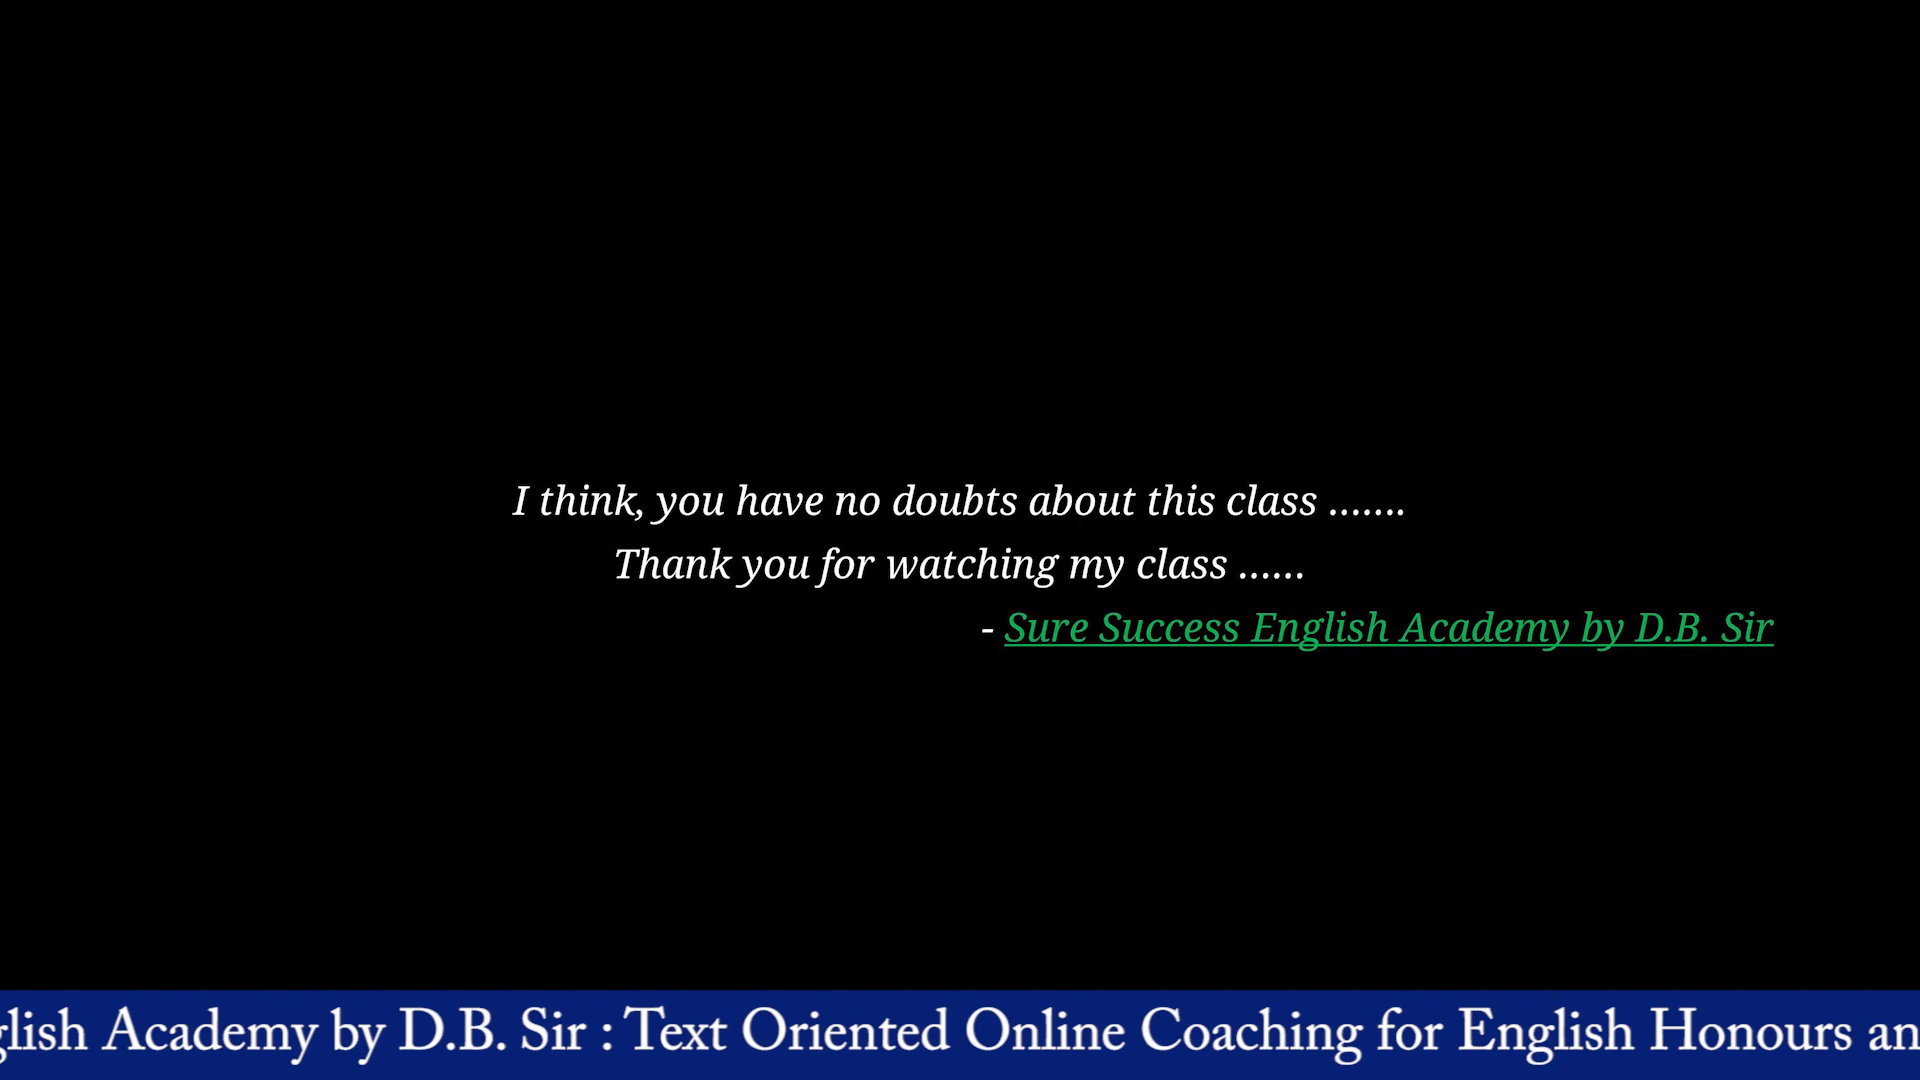 I think, you have no doubts about this class .......
Thank you for watching my class ......
- Sure Success English Academy by D.B. Sir
glish Academy by D.B. Sir : Text Oriented Online Coaching for English Honours an